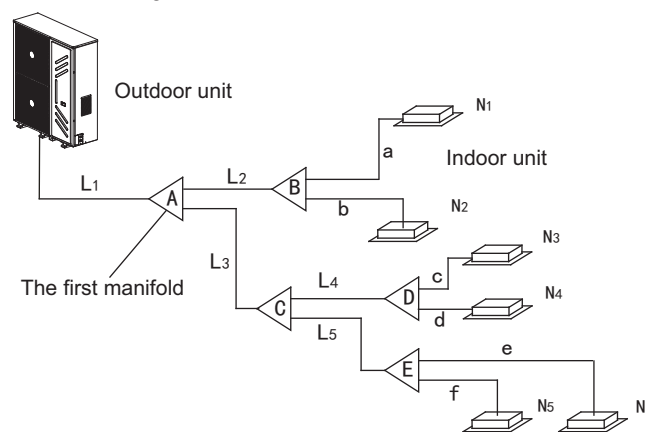 Outdoor unit
N1
a
Indoor unit
L1
A
L2
B
b
N2
L3
The first manifold
N3
L4
c
D
N4
d
C
L5
e
E
f
N5
N